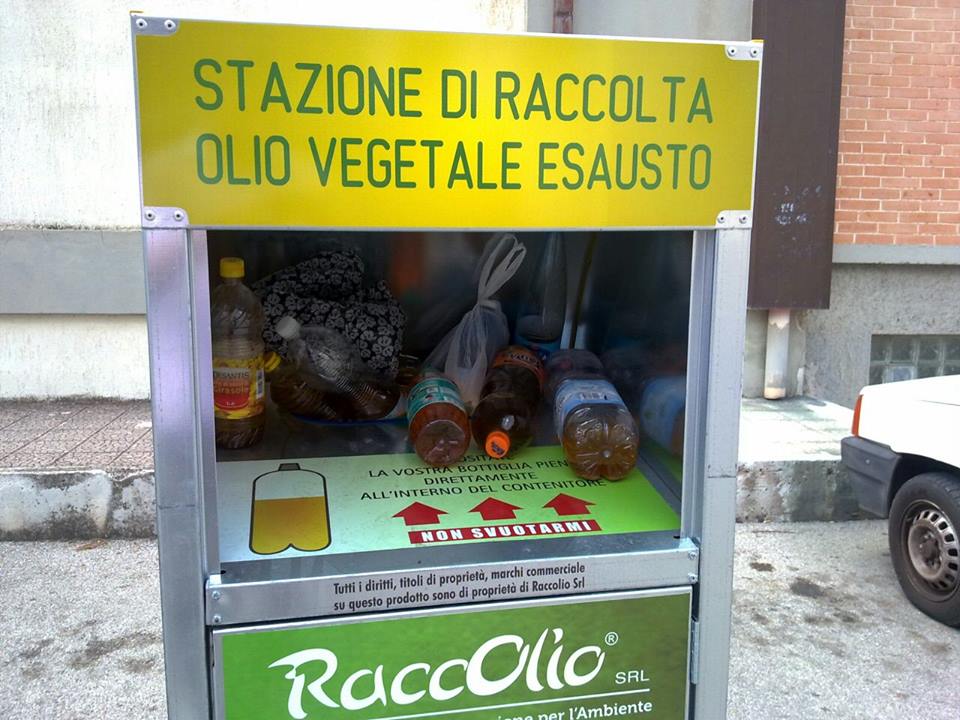 STAZIONE DI RACCOLTA
OLIO VEGETALE ESAUSTO
LA VOSTRA BOTTIGLIA PIEN
DIRETTAMENTE
ALL'INTERNO DEL CONTENITORE
NON SVUOTARMI
Tutti i diritti, titoli di proprietà, marchi commerciale
su questo prodotto sono di proprietà di Raccolio Srl
RaccOlio®
SRL
per l'Ambiente